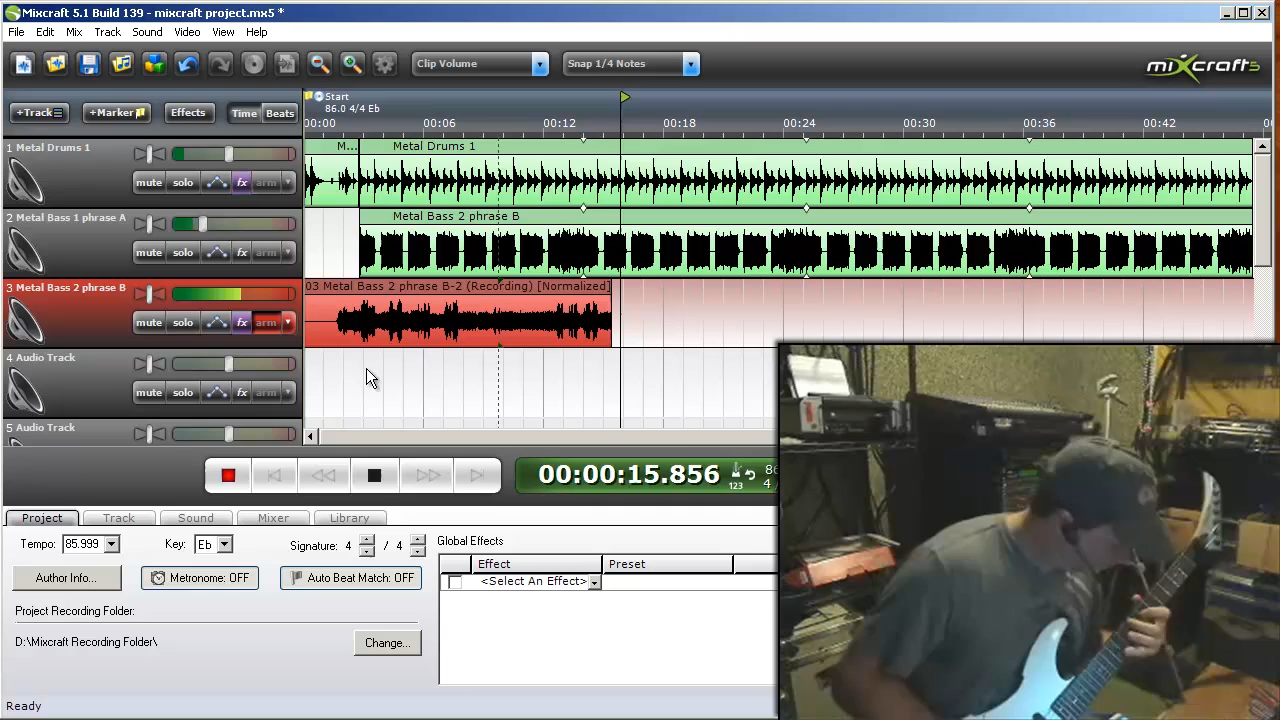 Mixcraft 5.1 Build 139 - mixcraft project.mx5 *
File Edit Mix Track Sound Video View Help
Clip Volume Snap 1/4 Notes mixcraft5
+Track +Marker Effects Time Beats
Start
86.0 4/4 Eb
00:00 00:06 00:12 00:18 00:24 00:30 00:36 00:42
1 Metal Drums 1 M... Metal Drums 1
mute solo fx arm
2 Metal Bass 1 phrase A Metal Bass 2 phrase B
mute solo fx arm
3 Metal Bass 2 phrase B 03 Metal Bass 2 phrase B-2 (Recording) [Normalized]
mute solo fx arm
4 Audio Track
mute solo fx arm
5 Audio Track
00:00:15.856 123
Project Track Sound Mixer Library
Tempo: 85.999 Key: Eb Signature: 4 / 4 Global Effects
Effect Preset
<Select An Effect>
Author Info... Metronome: OFF Auto Beat Match: OFF
Project Recording Folder:
D:\Mixcraft Recording Folder\ Change...
Ready